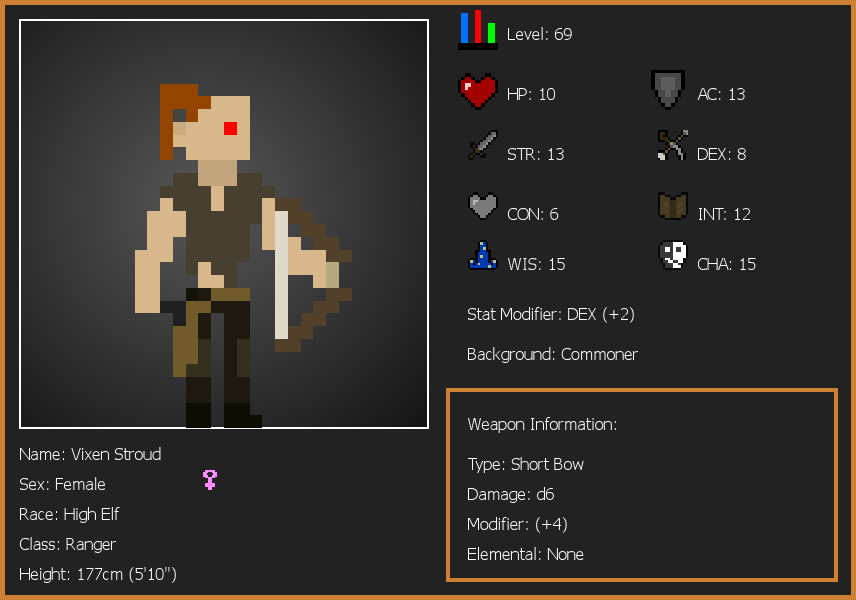 Level: 69
HP: 10
AC: 13
STR: 13
DEX: 8
CON: 6
INT: 12
WIS: 15
CHA: 15
Stat Modifier: DEX (+2)
Background: Commoner
Weapon Information:
Type: Short Bow
Damage: d6
Modifier: (+4)
Elemental: None
Name: Vixen Stroud
Sex: Female
Race: High Elf
Class: Ranger
Height: 177cm (5'10")